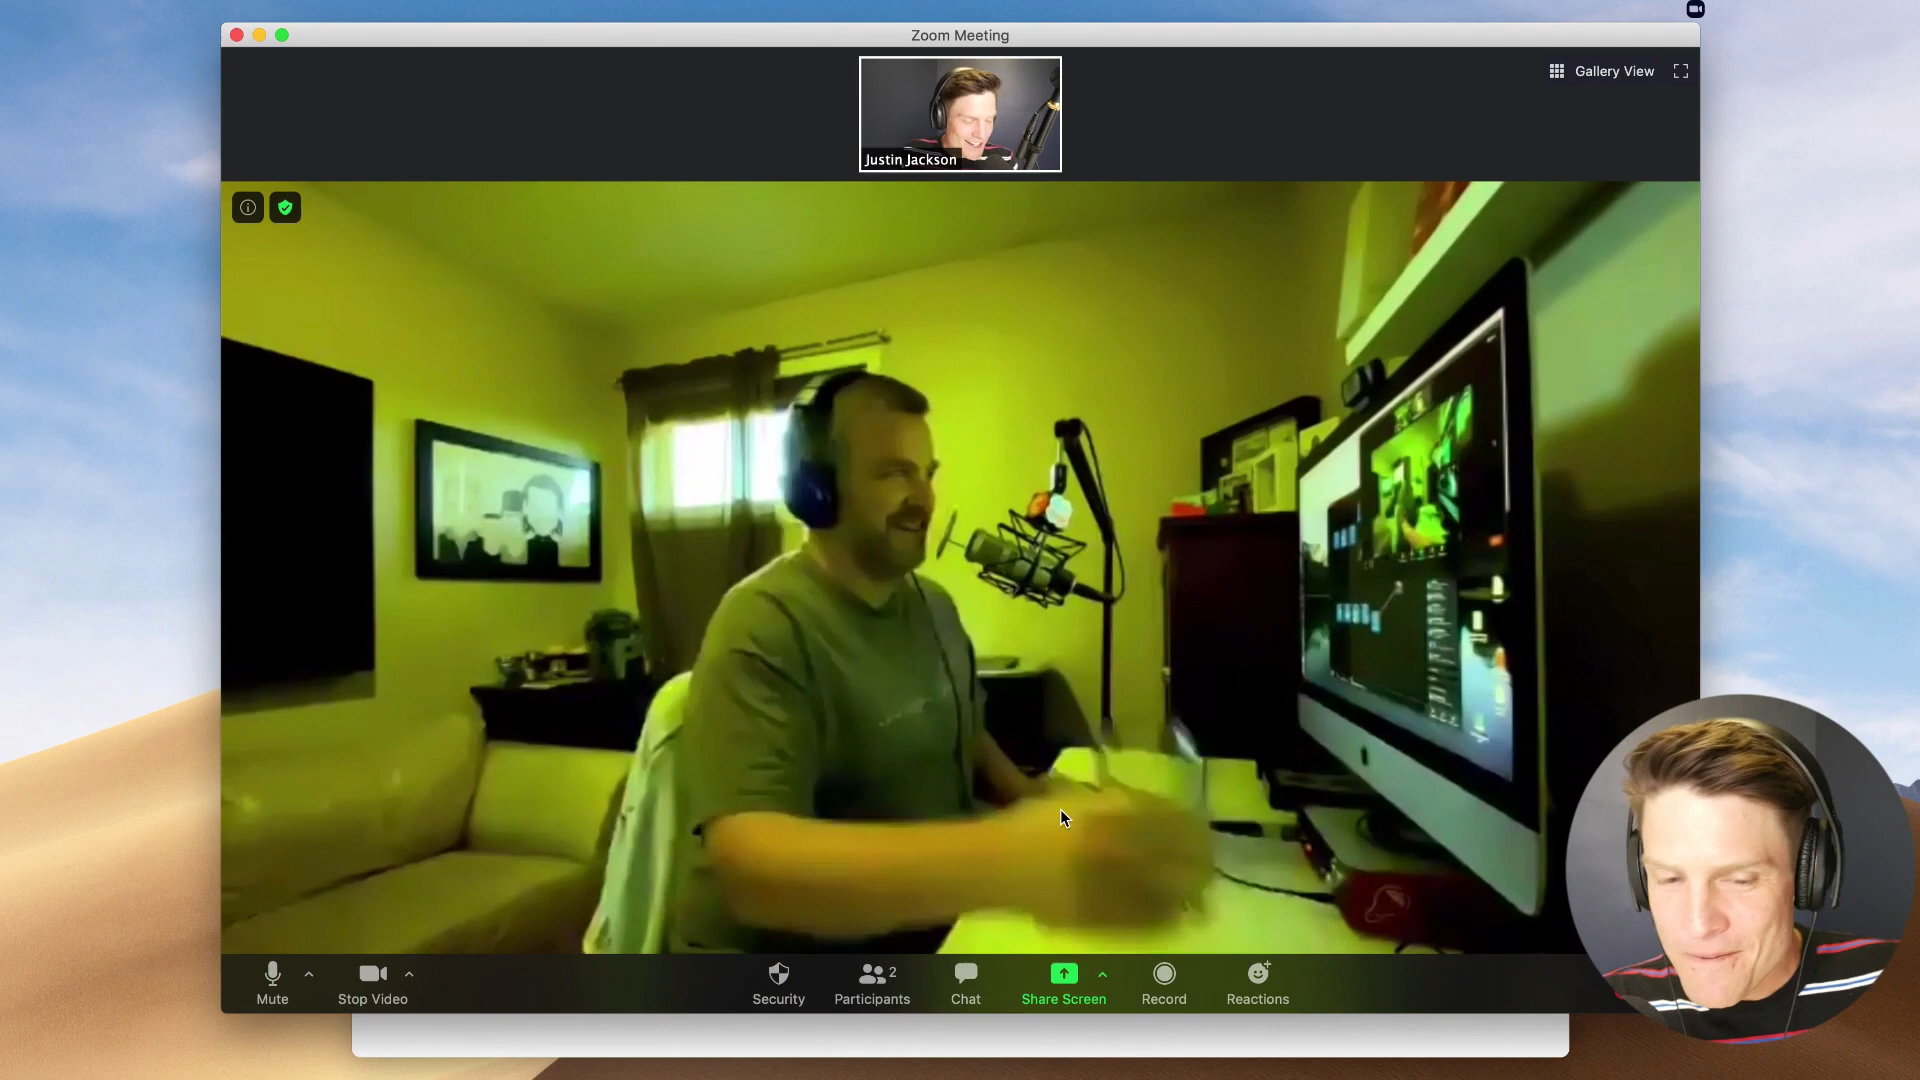 Zoom Meeting
Gallery View
Justin Jackson
Mute
Stop Video
Security
2
Participants
Chat
Share Screen
Record
Reactions